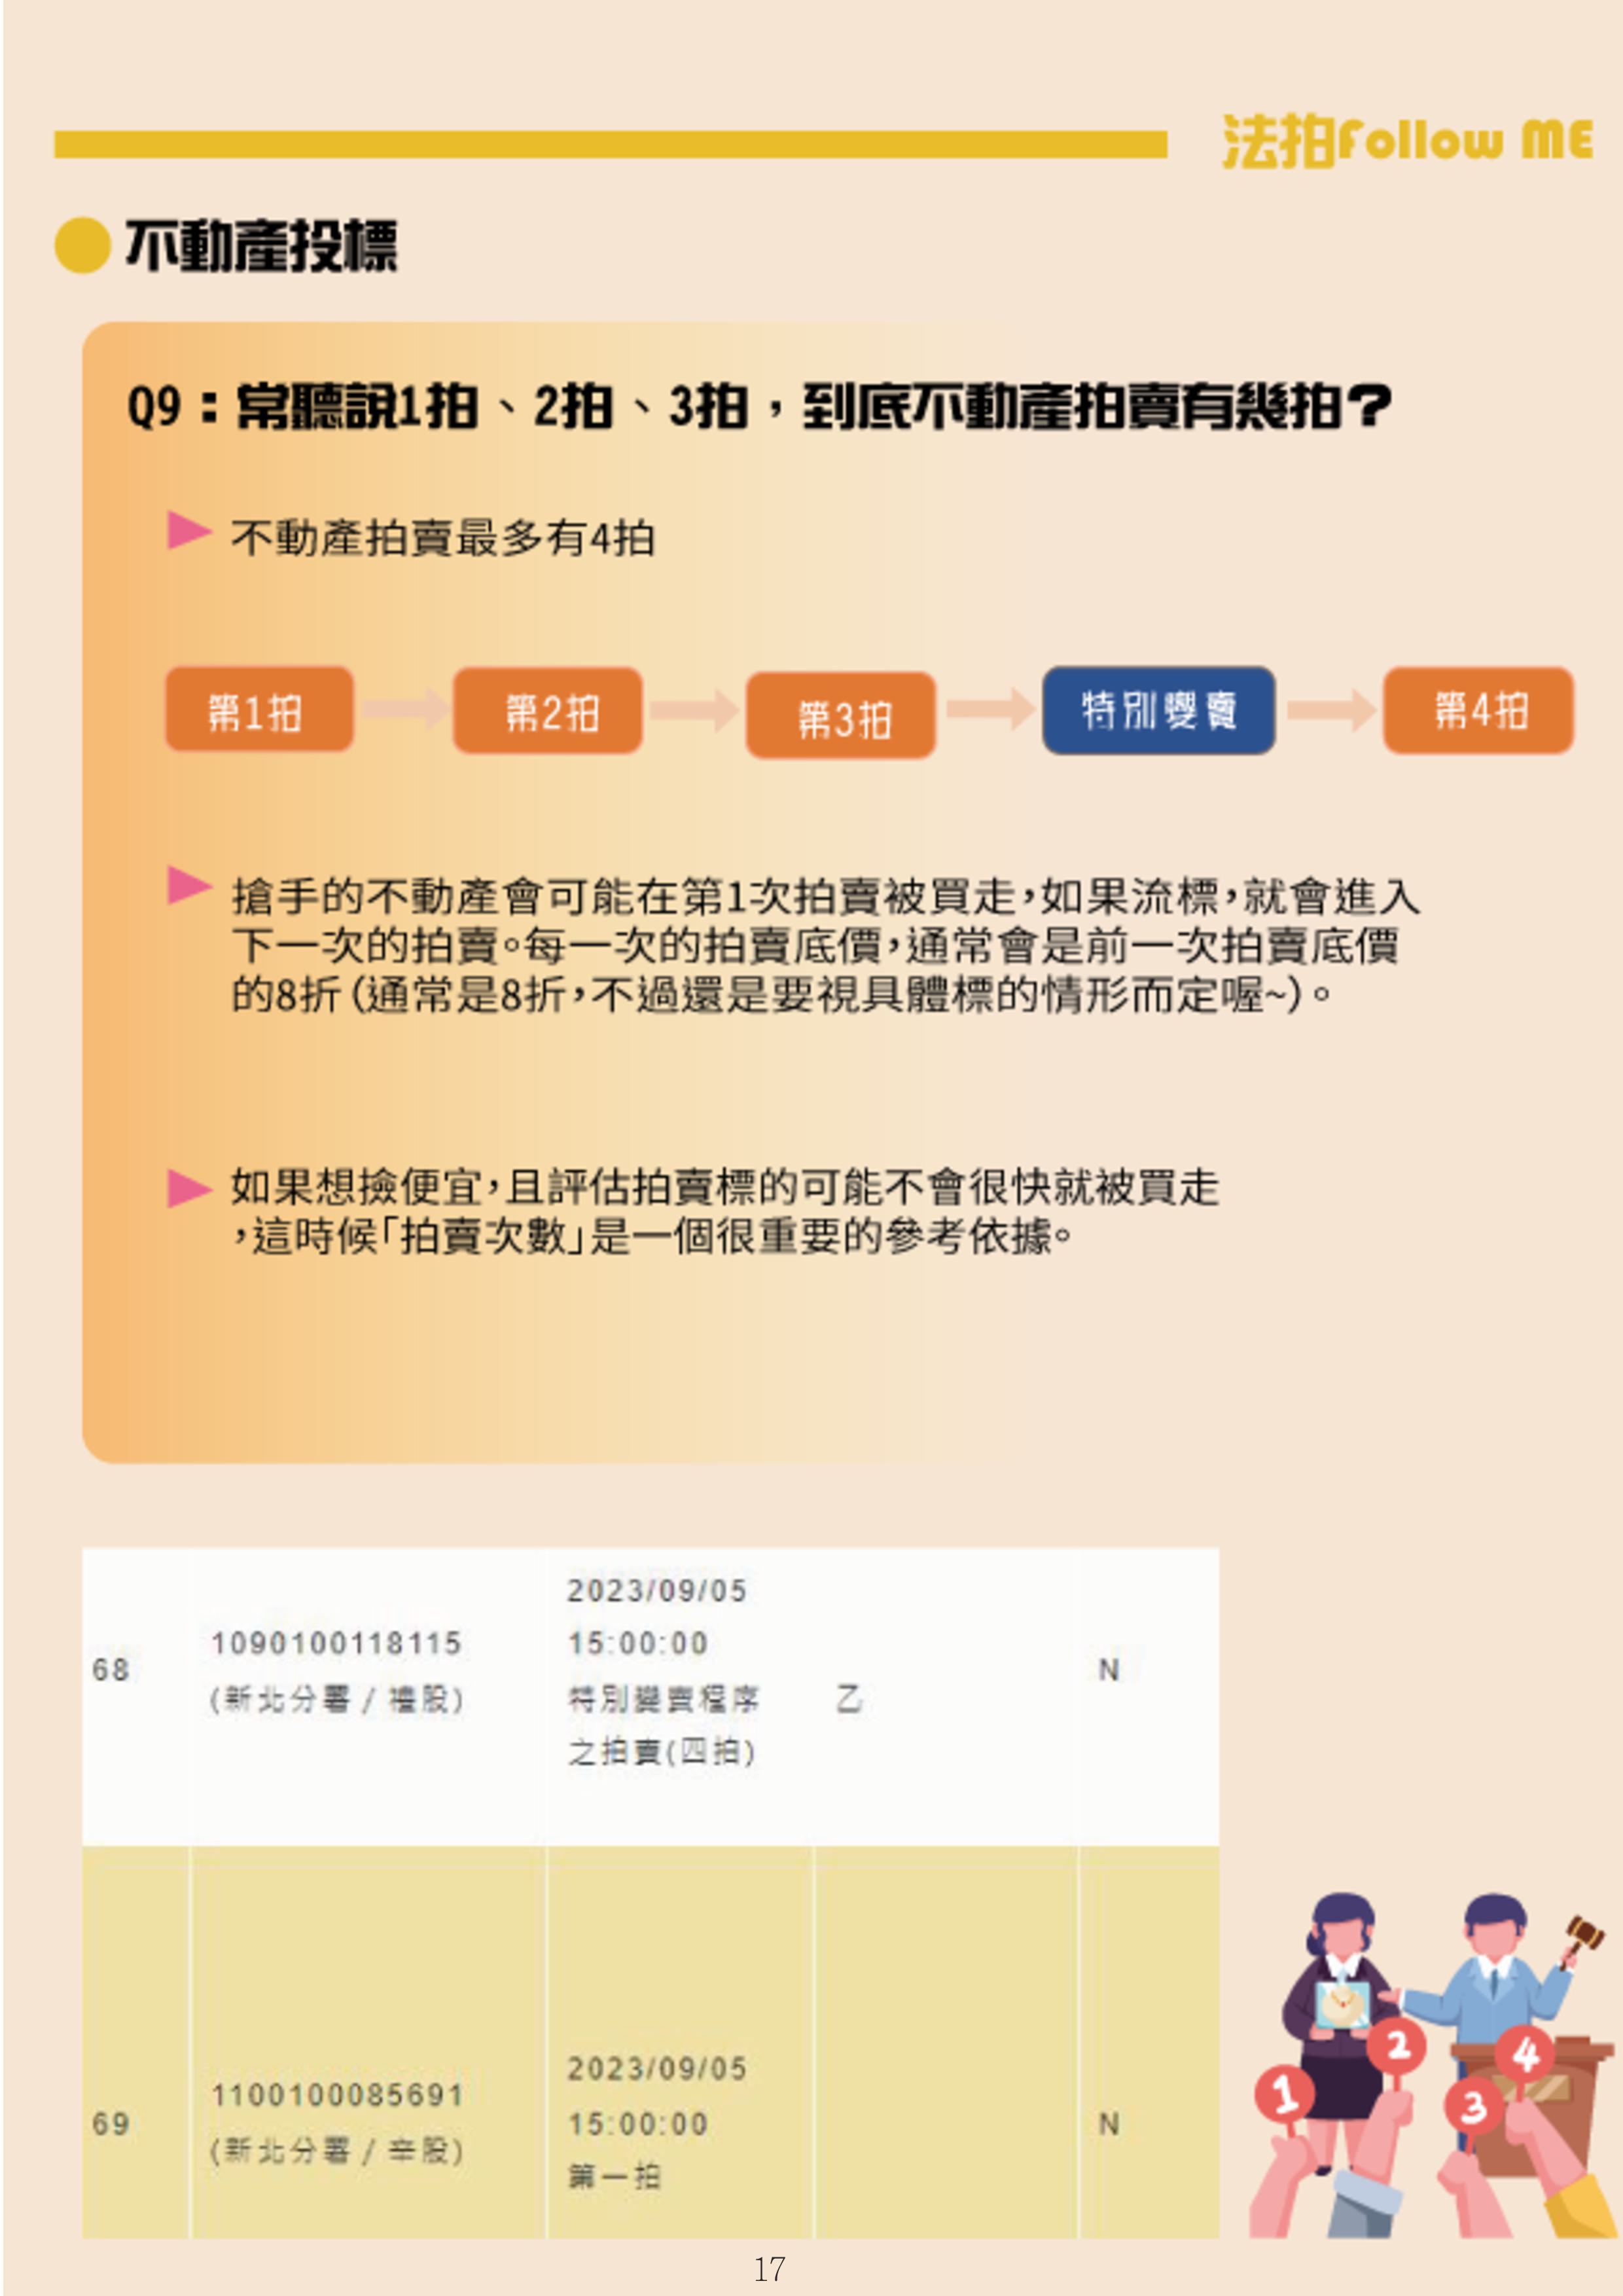 法拍Follow ME
不動產投標
Q9：常聽說1拍、2拍、3拍，到底不動產拍賣有幾拍？
不動產拍賣最多有4拍
第1拍
第2拍
第3拍
特別變賣
第4拍
搶手的不動產會可能在第1次拍賣被買走，如果流標，就會進入
下一次的拍賣。每一次的拍賣底價，通常會是前一次拍賣底價
的8折（通常是8折，不過還是要視具體標的情形而定喔~）。
如果想撿便宜，且評估拍賣標的可能不會很快就被買走
，這時候「拍賣次數」是一個很重要的參考依據。
68
1090100118115
(新北分署 / 禮股)
2023/09/05
15:00:00
特別變賣程序
之拍賣(四拍)
乙
N
69
1100100085691
(新北分署 / 辛股)
2023/09/05
15:00:00
第一拍
N
1
2
3
4
17